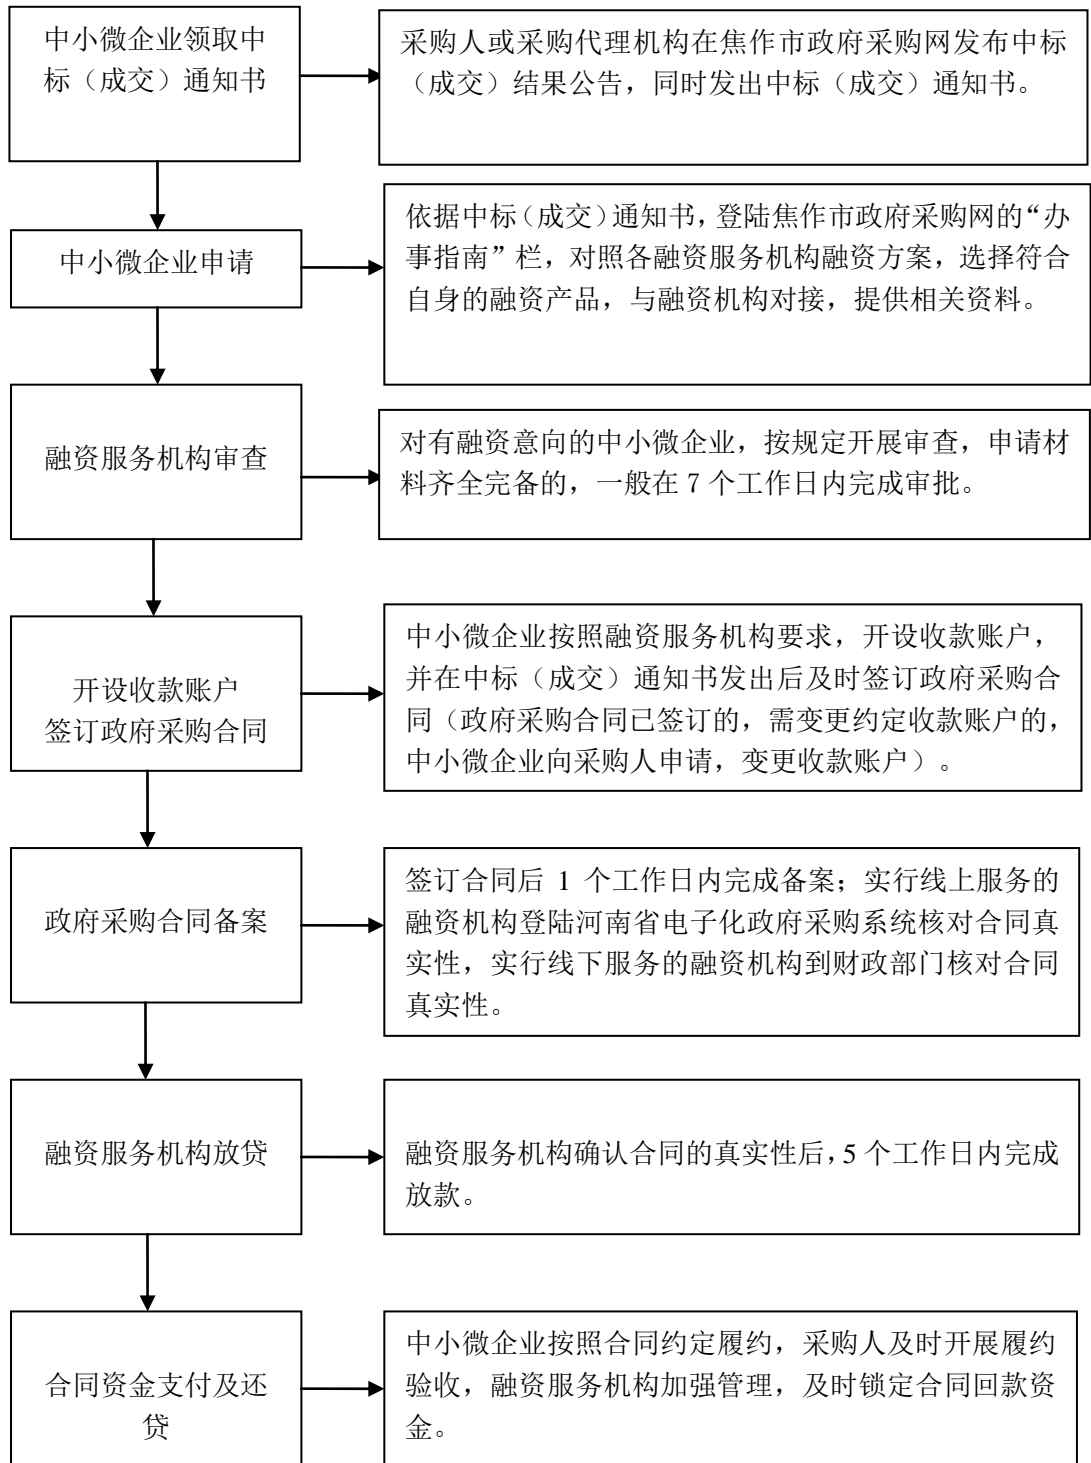 中小微企业领取中
标（成交）通知书
采购人或采购代理机构在焦作市政府采购网发布中标
（成交）结果公告，同时发出中标（成交）通知书。
中小微企业申请
依据中标（成交）通知书，登陆焦作市政府采购网的“办
事指南”栏，对照各融资服务机构融资方案，选择符合
自身的融资产品，与融资机构对接，提供相关资料。
融资服务机构审查
对有融资意向的中小微企业，按规定开展审查，申请材
料齐全完备的，一般在 7 个工作日内完成审批。
开设收款账户
签订政府采购合同
中小微企业按照融资服务机构要求，开设收款账户，
并在中标（成交）通知书发出后及时签订政府采购合
同（政府采购合同已签订的，需变更约定收款账户的，
中小微企业向采购人申请，变更收款账户）。
政府采购合同备案
签订合同后 1 个工作日内完成备案；实行线上服务的
融资机构登陆河南省电子化政府采购系统核对合同真
实性，实行线下服务的融资机构到财政部门核对合同
真实性。
融资服务机构放贷
融资服务机构确认合同的真实性后，5 个工作日内完成
放款。
合同资金支付及还
贷
中小微企业按照合同约定履约，采购人及时开展履约
验收，融资服务机构加强管理，及时锁定合同回款资
金。